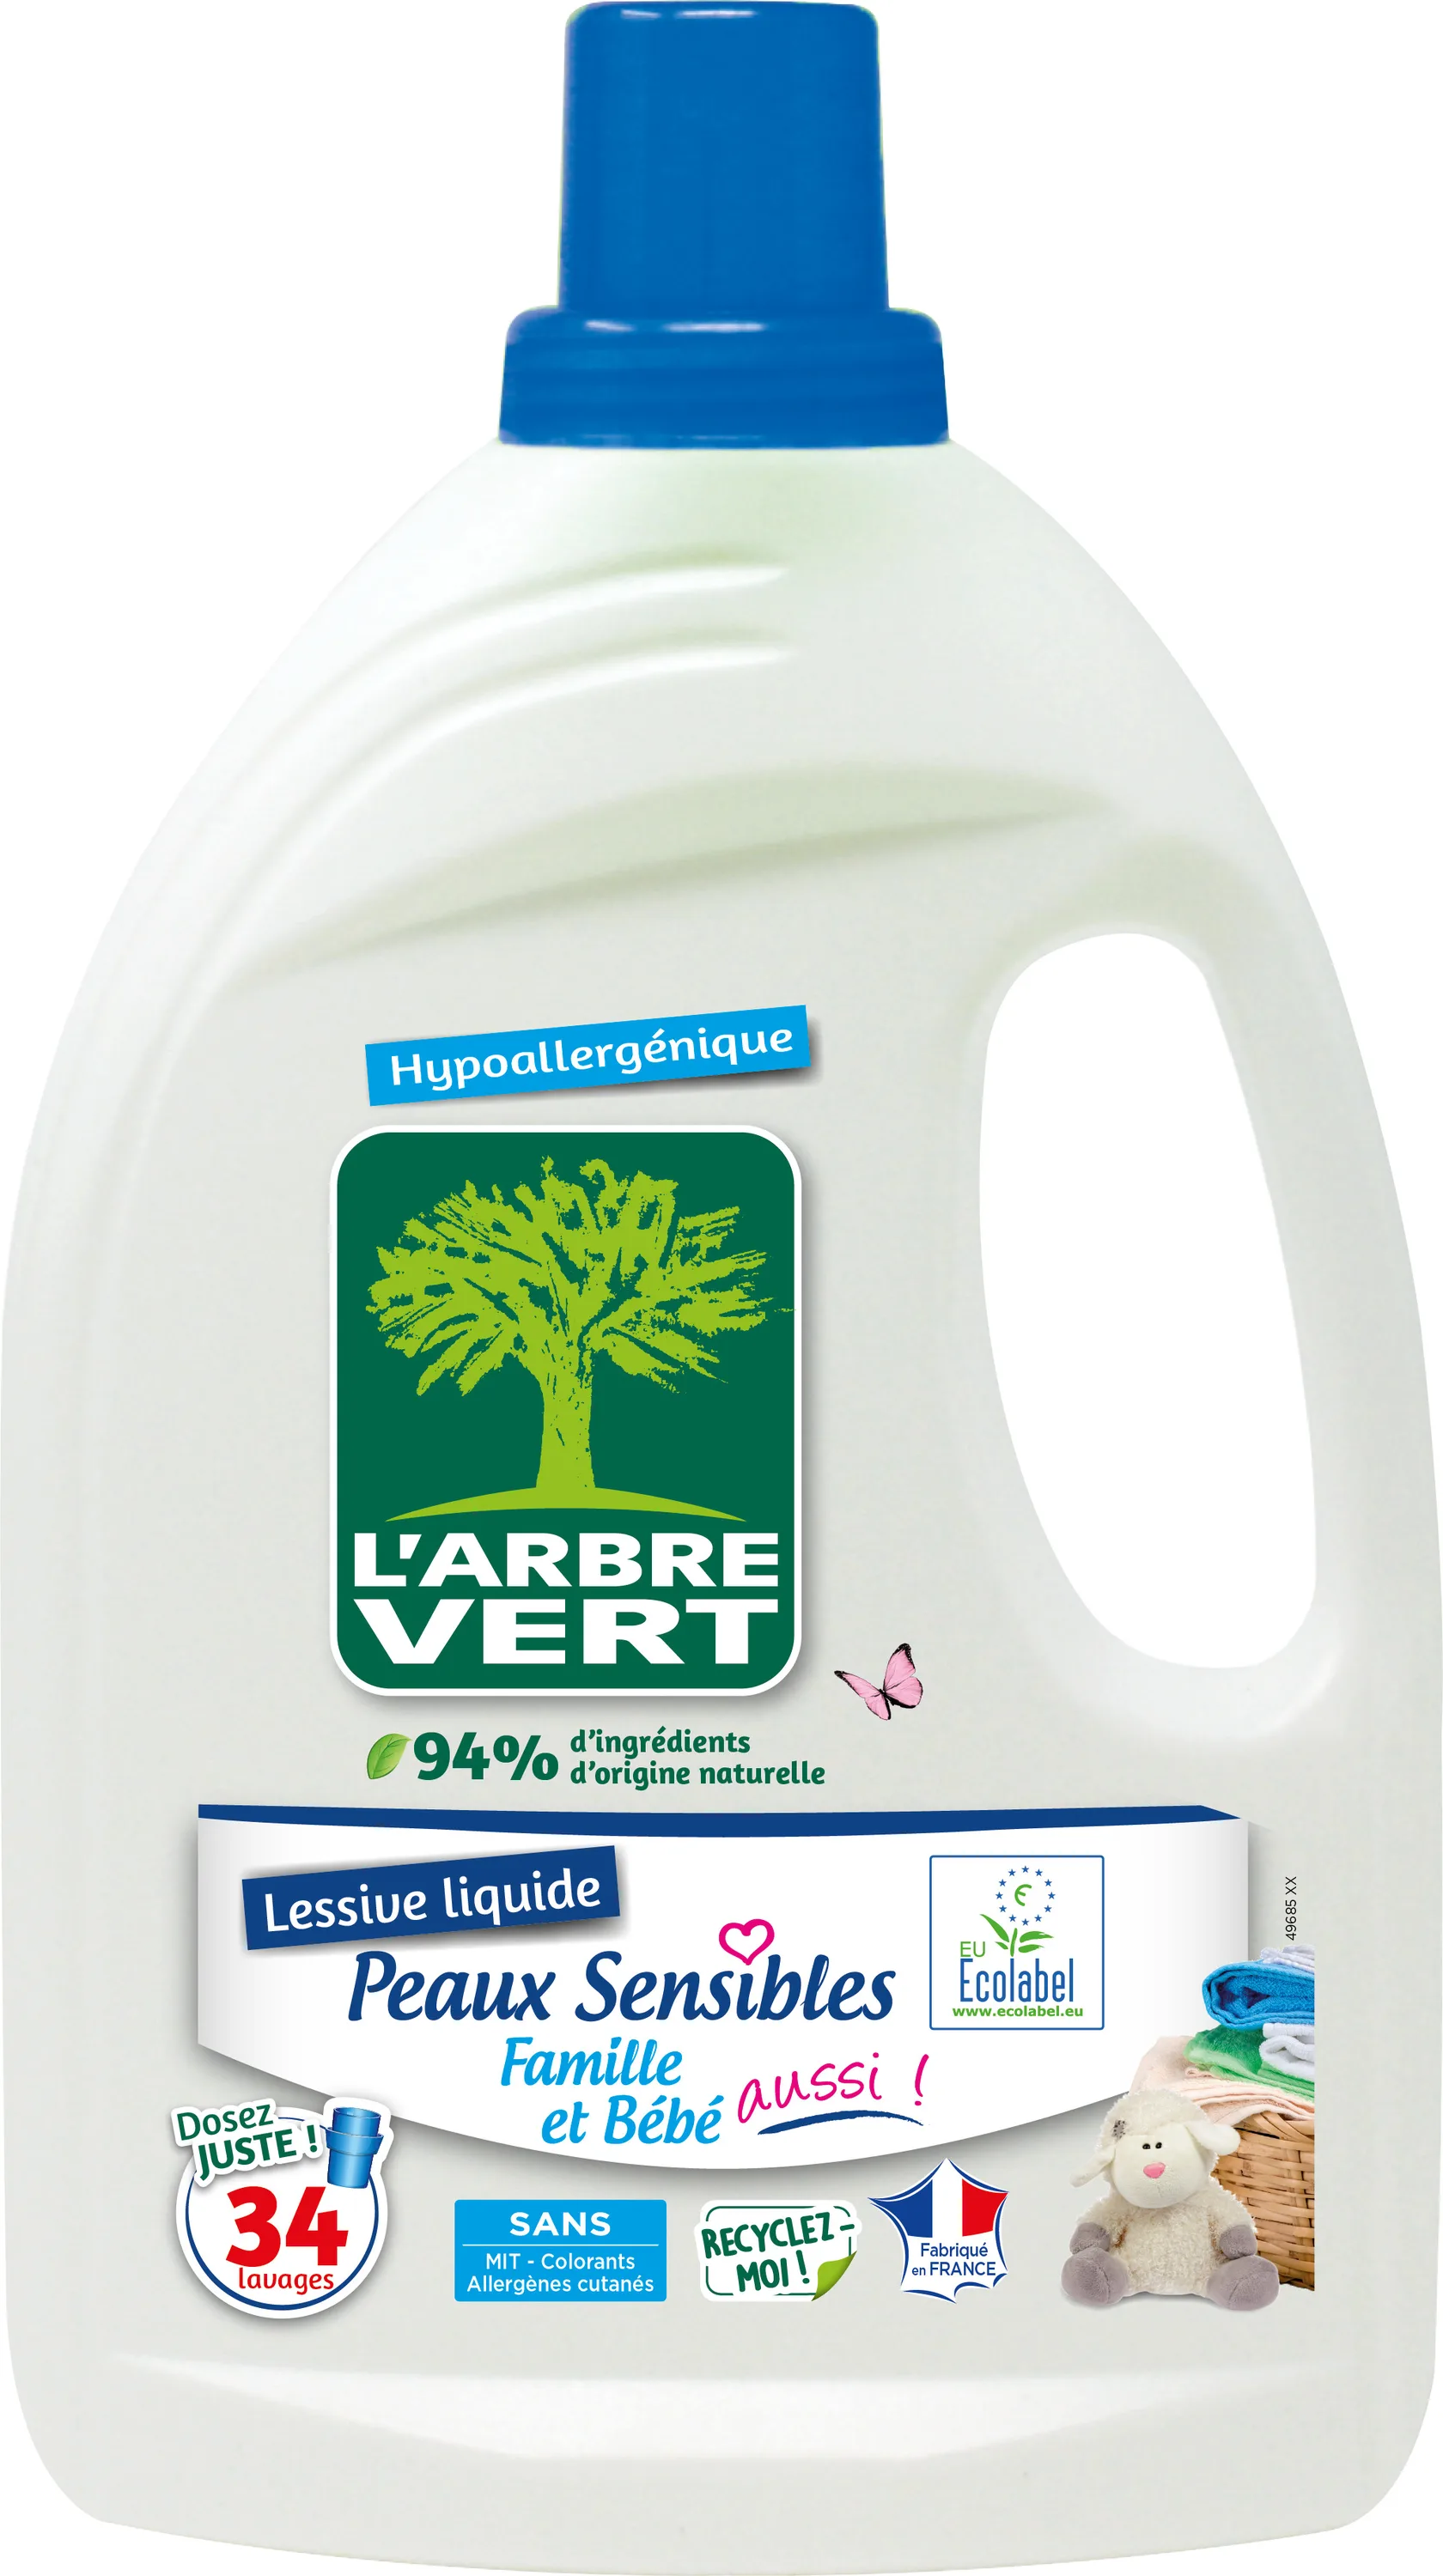 Hypoallergénique
L'ARBRE
VERT
94% d'ingrédients
d'origine naturelle
Lessive liquide
Peaux Sensibles
Famille
et Bébé aussi !
EU
Ecolabel
www.ecolabel.eu
49685 XX
Dosez
JUSTE !
34
lavages
SANS
MIT - Colorants
Allergènes cutanés
RECYCLEZ-
MOI !
Fabriqué
en FRANCE